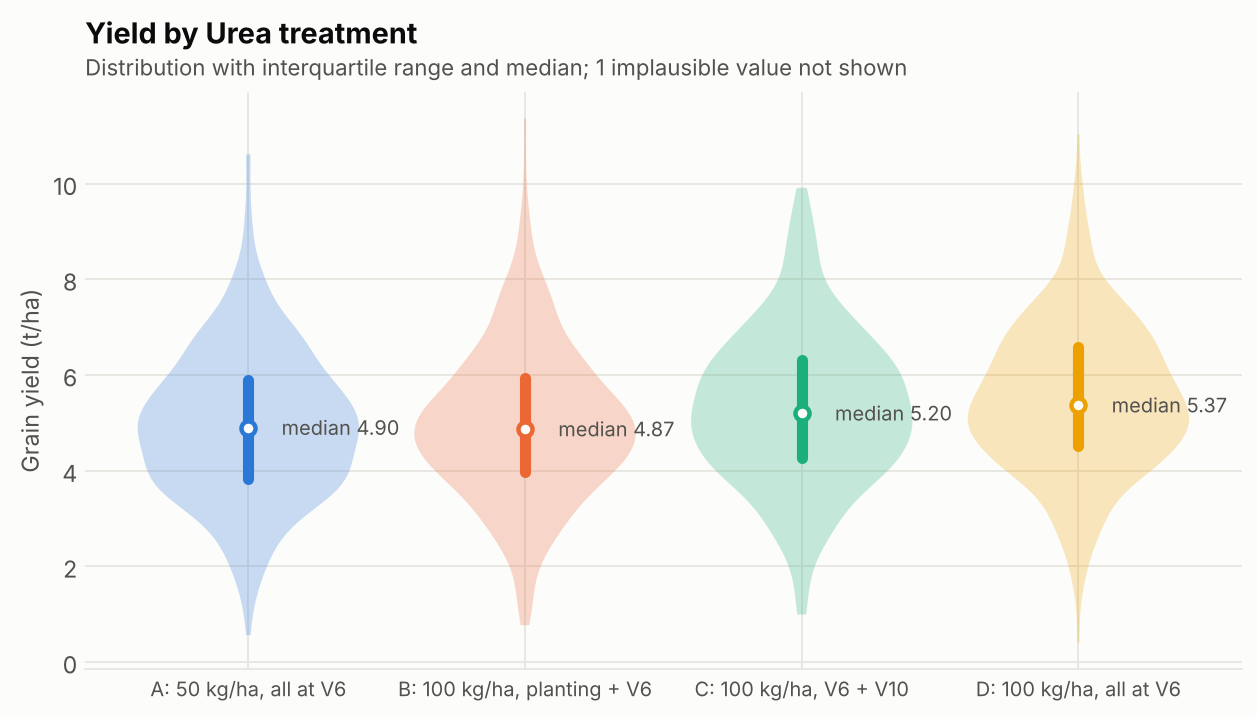 Yield by Urea treatment
Distribution with interquartile range and median; 1 implausible value not shown
Grain yield (t/ha)
10
8
6
4
2
0
median 4.90
median 4.87
median 5.20
median 5.37
A: 50 kg/ha, all at V6
B: 100 kg/ha, planting + V6
C: 100 kg/ha, V6 + V10
D: 100 kg/ha, all at V6